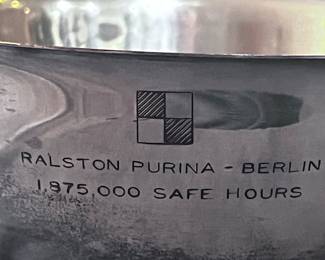 RALSTON PURINA - BERLIN
1,875,000 SAFE HOURS